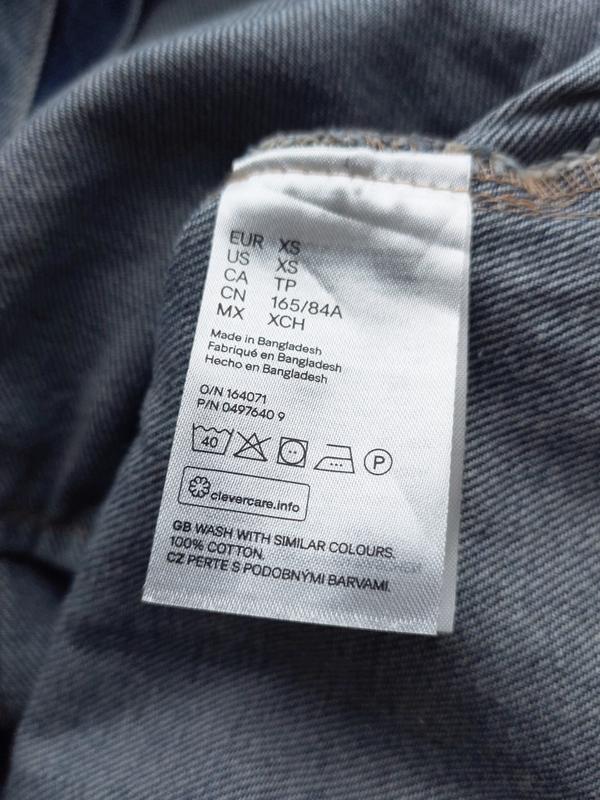 EUR XS
US XS
CA TP
CN 165/84A
MX XCH
Made in Bangladesh
Fabriqué en Bangladesh
Hecho en Bangladesh
O/N 164071
P/N 0497640 9
40 P
clevercare.info
GB WASH WITH SIMILAR COLOURS.
100% COTTON.
CZ PERTE S PODOBNÝMI BARVAMI.